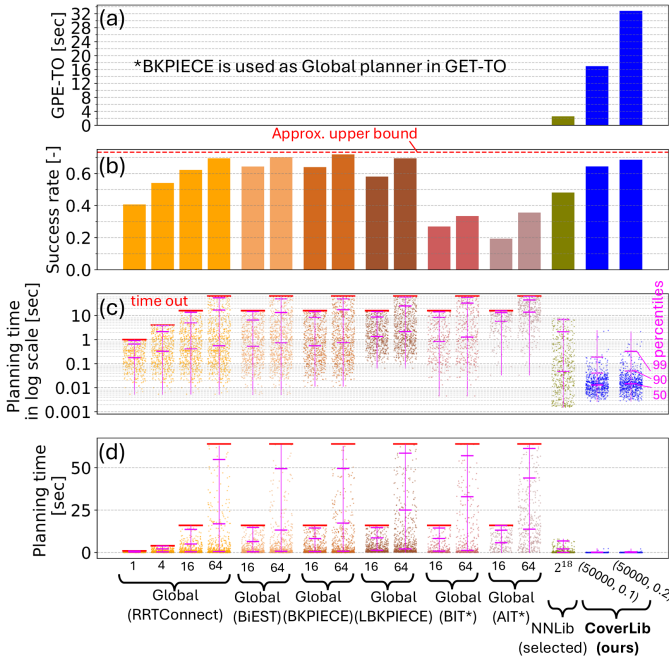 (a)
GPE-TO [sec]
32
28
24
20
16
12
8
4
0
*BKPIECE is used as Global planner in GET-TO
Approx. upper bound
(b)
Success rate [-]
0.6
0.4
0.2
0.0
(c)
time out
Planning time
in log scale [sec]
10
1
0.1
0.01
0.001
percentiles
99
90
50
(d)
Planning time
[sec]
50
25
0
1 4 16 64 16 64 16 64 16 64 16 64 16 64 2¹⁸ (50000, 0.1) (50000, 0.2)
Global
(RRTConnect)
Global
(BiEST)
Global
(BKPIECE)
Global
(LBKPIECE)
Global
(BIT*)
Global
(AIT*)
NNLib
(selected)
CoverLib
(ours)